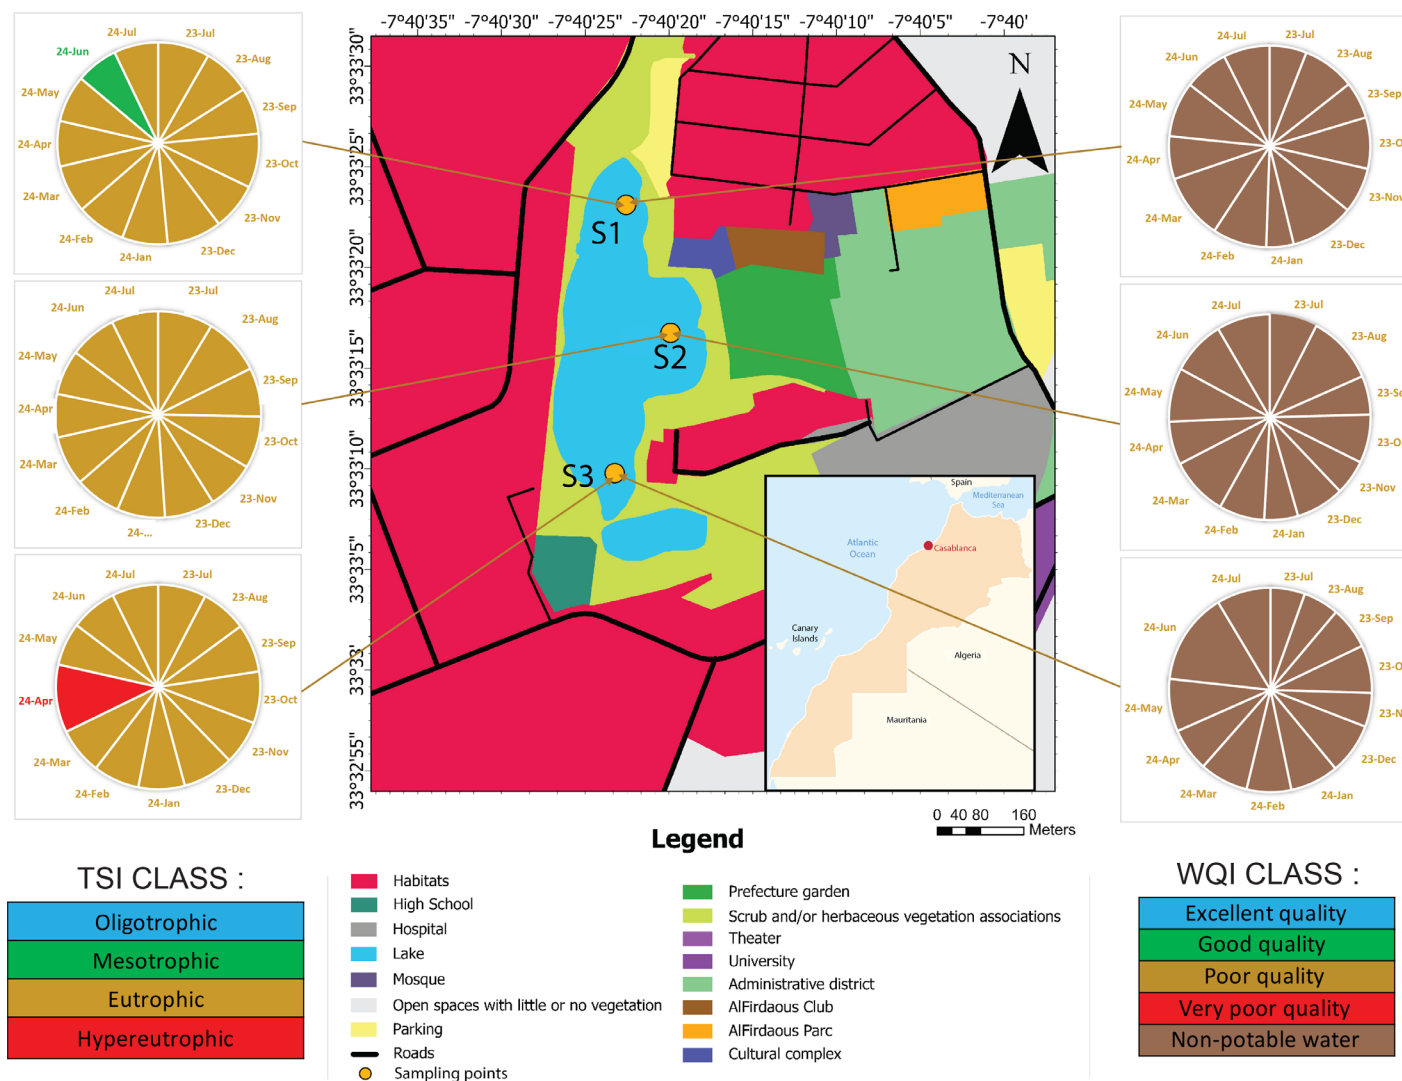 -7°40'35" -7°40'30" -7°40'25" -7°40'20" -7°40'15" -7°40'10" -7°40'5" -7°40'
33°33'30"
33°33'25"
33°33'20"
33°33'15"
33°33'10"
33°33'5"
33°33'
33°32'55"
N
24-Jul
23-Jul
23-Aug
23-Sep
23-Oct
23-Nov
23-Dec
24-Jan
24-Feb
24-Mar
24-Apr
24-May
24-Jun
24-Jul
23-Jul
23-Aug
23-Sep
23-Oct
23-Nov
23-Dec
24-...
24-Feb
24-Mar
24-Apr
24-May
24-Jun
24-Jul
23-Jul
23-Aug
23-Sep
23-Oct
23-Nov
23-Dec
24-Jan
24-Feb
24-Mar
24-Apr
24-May
24-Jun
S1
S2
S3
24-Jul
23-Jul
23-Aug
23-Sep
23-O
23-Nov
23-Dec
24-Jan
24-Feb
24-Mar
24-Apr
24-May
24-Jun
24-Jul
23-Jul
23-Aug
23-Se
23-O
23-Nov
23-Dec
24-Jan
24-Feb
24-Mar
24-Apr
24-May
24-Jun
24-Jul
23-Jul
23-Aug
23-Sep
23-O
23-N
23-Dec
24-Jan
24-Feb
24-Mar
24-Apr
24-May
24-Jun
Spain
Mediterranean
Sea
Atlantic
Ocean
Casablanca
Canary
Islands
Algeria
Mauritania
0 40 80 160
Meters
Legend
Habitats
High School
Hospital
Lake
Mosque
Open spaces with little or no vegetation
Parking
Roads
Sampling points
Prefecture garden
Scrub and/or herbaceous vegetation associations
Theater
University
Administrative district
AlFirdaous Club
AlFirdaous Parc
Cultural complex
TSI CLASS :
Oligotrophic
Mesotrophic
Eutrophic
Hypereutrophic
WQI CLASS :
Excellent quality
Good quality
Poor quality
Very poor quality
Non-potable water